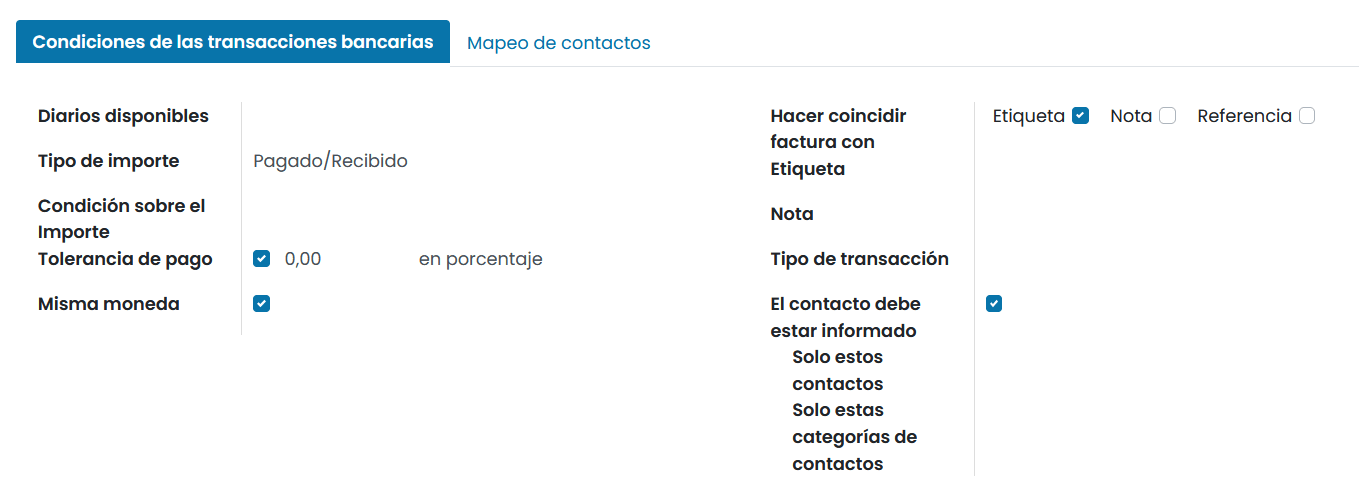 Condiciones de las transacciones bancarias
Mapeo de contactos
Diarios disponibles
Tipo de importe
Pagado/Recibido
Condición sobre el
Importe
Tolerancia de pago
0,00
en porcentaje
Misma moneda
Hacer coincidir
factura con
Etiqueta
Etiqueta
Nota
Referencia
Nota
Tipo de transacción
El contacto debe
estar informado
Solo estos
contactos
Solo estas
categorías de
contactos